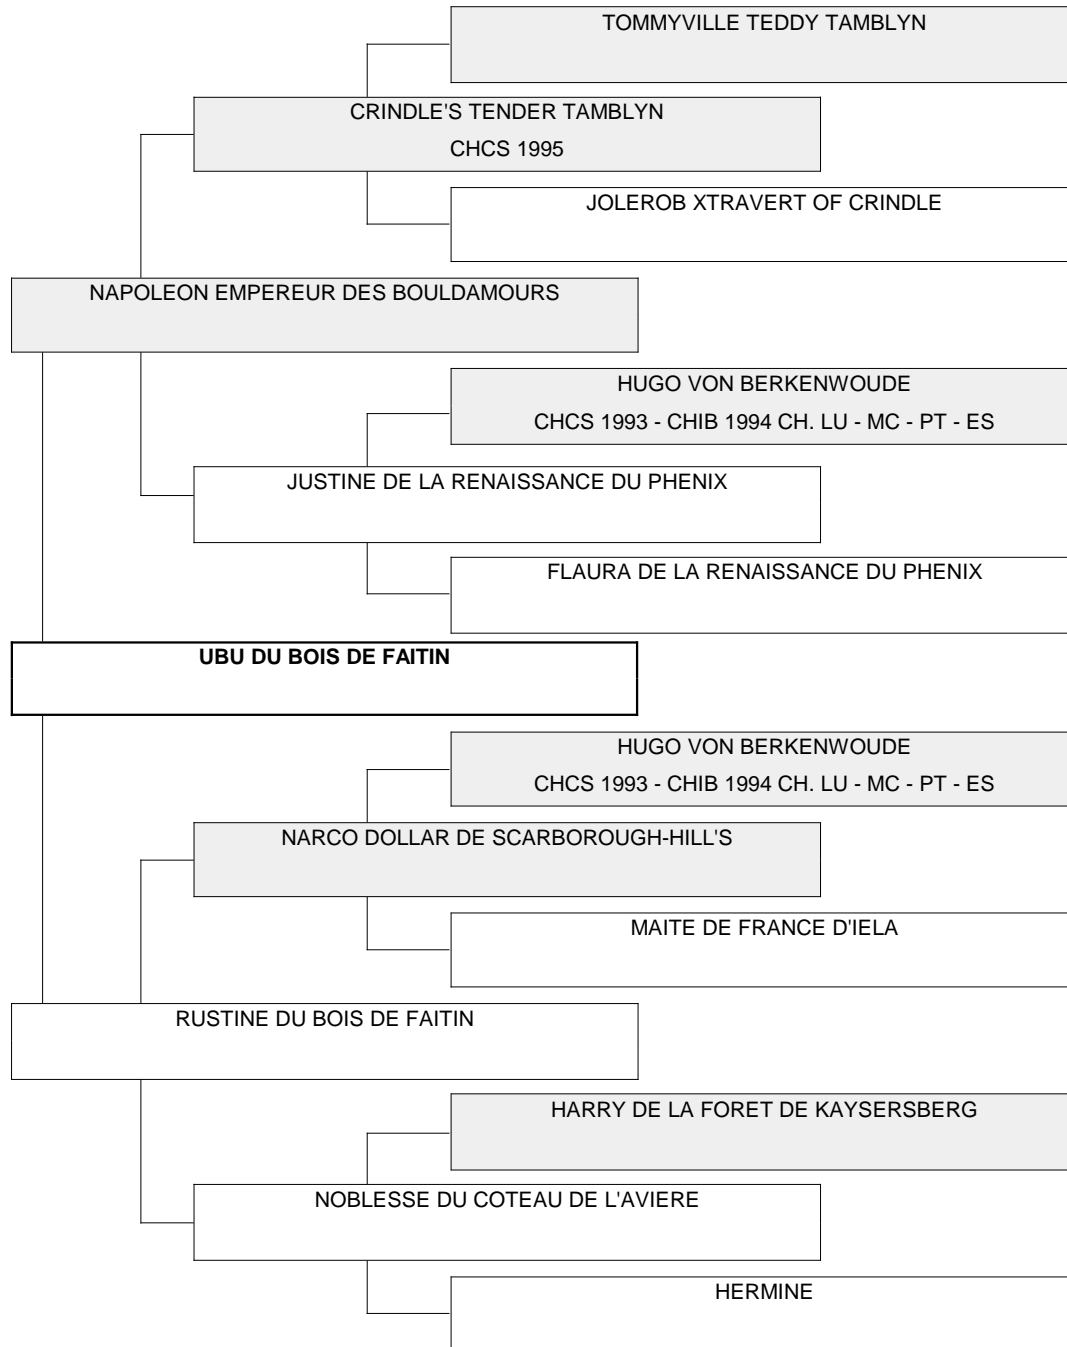 TOMMYVILLE TEDDY TAMBLYN
CRINDLE'S TENDER TAMBLYN
CHCS 1995
JOLEROB XTRAVERT OF CRINDLE
NAPOLEON EMPEREUR DES BOULDAMOURS
HUGO VON BERKENWOUDE
CHCS 1993 - CHIB 1994 CH. LU - MC - PT - ES
JUSTINE DE LA RENAISSANCE DU PHENIX
FLAURA DE LA RENAISSANCE DU PHENIX
UBU DU BOIS DE FAITIN
HUGO VON BERKENWOUDE
CHCS 1993 - CHIB 1994 CH. LU - MC - PT - ES
NARCO DOLLAR DE SCARBOROUGH-HILL'S
MAITE DE FRANCE D'IELA
RUSTINE DU BOIS DE FAITIN
HARRY DE LA FORET DE KAYSERSBERG
NOBLESSE DU COTEAU DE L'AVIERE
HERMINE